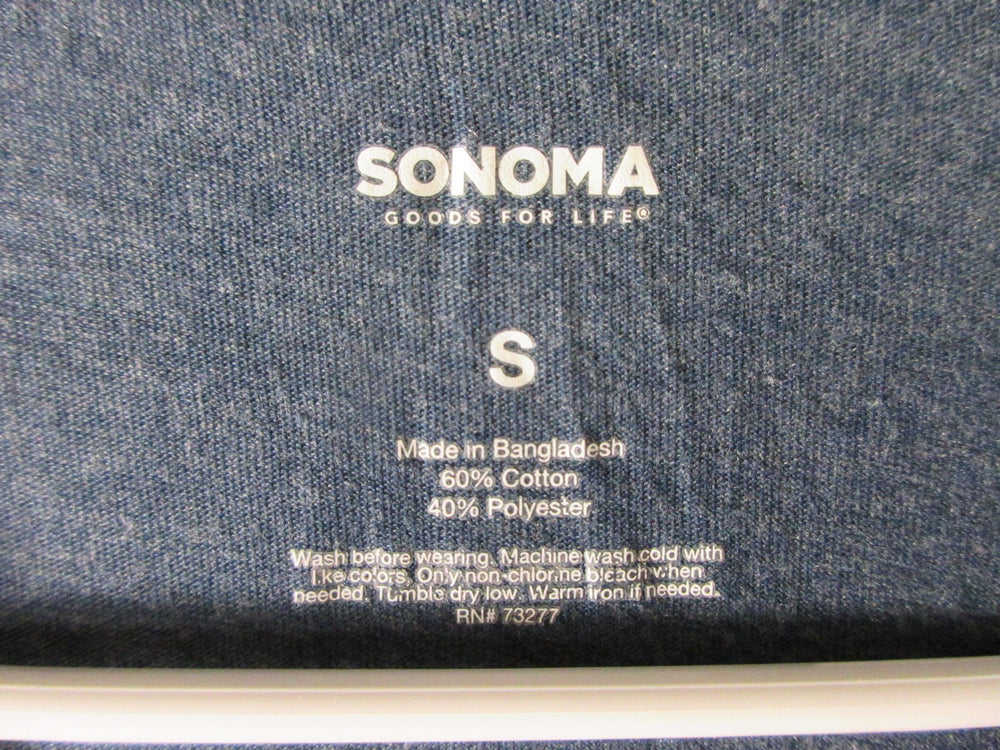 SONOMA
GOODS FOR LIFE®
S
Made in Bangladesh
60% Cotton
40% Polyester
Wash before wearing. Machine wash cold with
like colors. Only non-chlorine bleach when
needed. Tumble dry low. Warm iron if needed.
RN# 73277